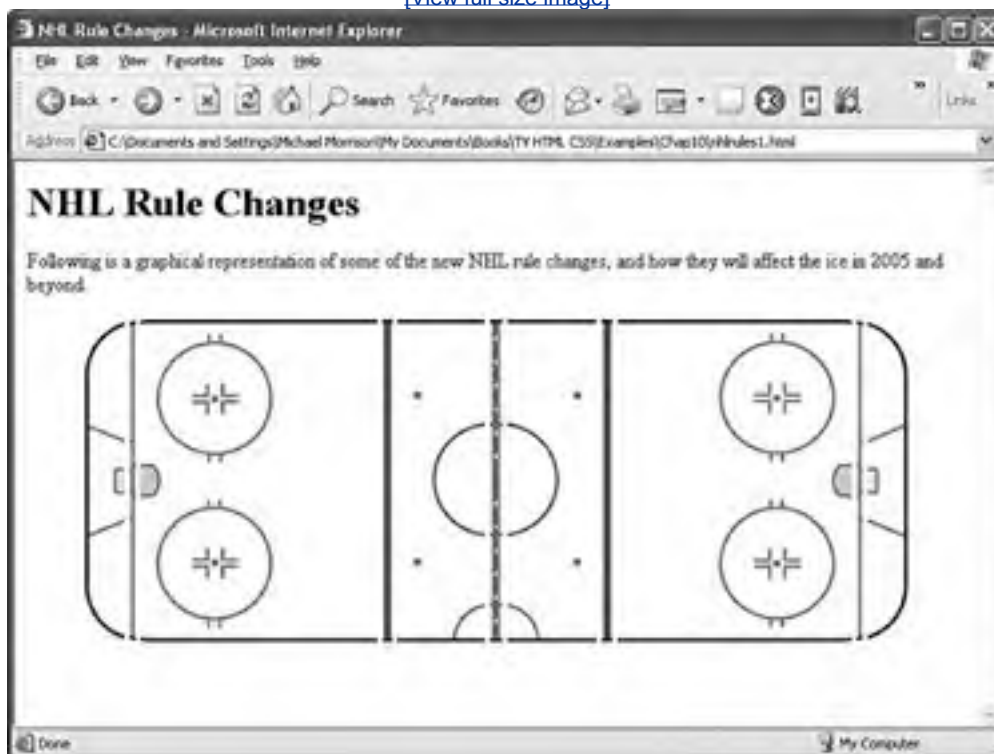 [View full size image]
NHL Rule Changes - Microsoft Internet Explorer
File Edit View Favorites Tools Help
Back Search Favorites Links
Address C:\Documents and Settings\Michael Morrison\My Documents\Books\TY HTML CSS\Examples\Chap10\nhlrules1.html
NHL Rule Changes
Following is a graphical representation of some of the new NHL rule changes, and how they will affect the ice in 2005 and
beyond.
Done My Computer